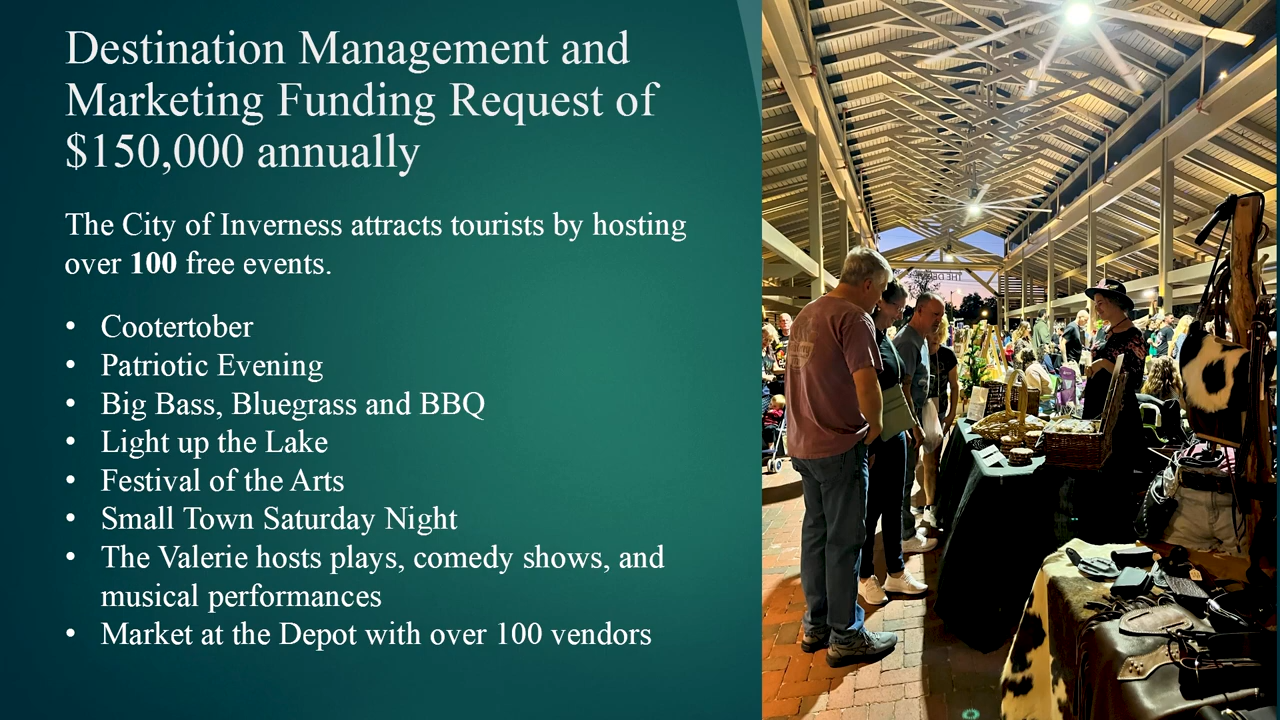 Destination Management and
Marketing Funding Request of
$150,000 annually
The City of Inverness attracts tourists by hosting
over 100 free events.
• Cootertober
• Patriotic Evening
• Big Bass, Bluegrass and BBQ
• Light up the Lake
• Festival of the Arts
• Small Town Saturday Night
• The Valerie hosts plays, comedy shows, and
musical performances
• Market at the Depot with over 100 vendors